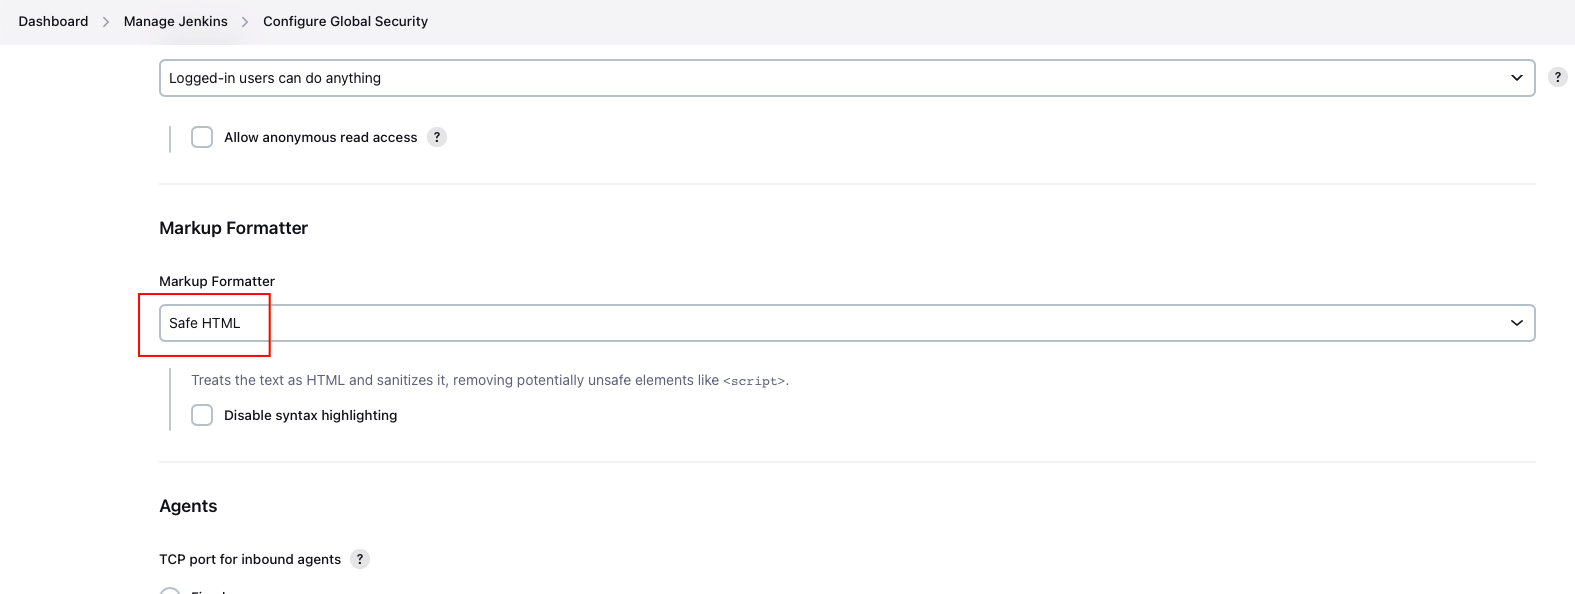 Dashboard > Manage Jenkins > Configure Global Security
Logged-in users can do anything
?
Allow anonymous read access ?
Markup Formatter
Markup Formatter
Safe HTML
Treats the text as HTML and sanitizes it, removing potentially unsafe elements like <script>.
Disable syntax highlighting
Agents
TCP port for inbound agents ?